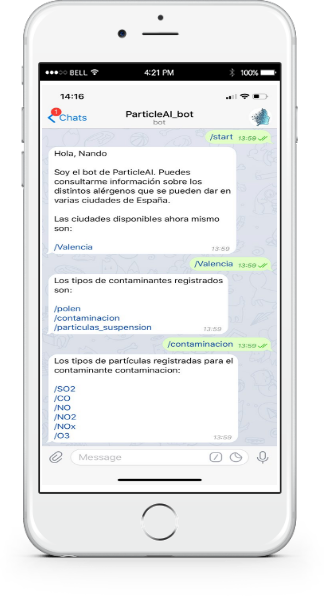 BELL 4:21 PM 100%
14:16
1
Chats
ParticleAI_bot
bot
/start 13:59
Hola, Nando
Soy el bot de ParticleAI. Puedes
consultarme información sobre los
distintos alérgenos que se pueden dar en
varias ciudades de España.
Las ciudades disponibles ahora mismo
son:
/Valencia
13:59
/Valencia 13:59
Los tipos de contaminantes registrados
son:
/polen
/contaminacion
/particulas_suspension
13:59
/contaminacion 13:59
Los tipos de partículas registradas para el
contaminante contaminacion:
/SO2
/CO
/NO
/NO2
/NOx
/O3
13:59
Message